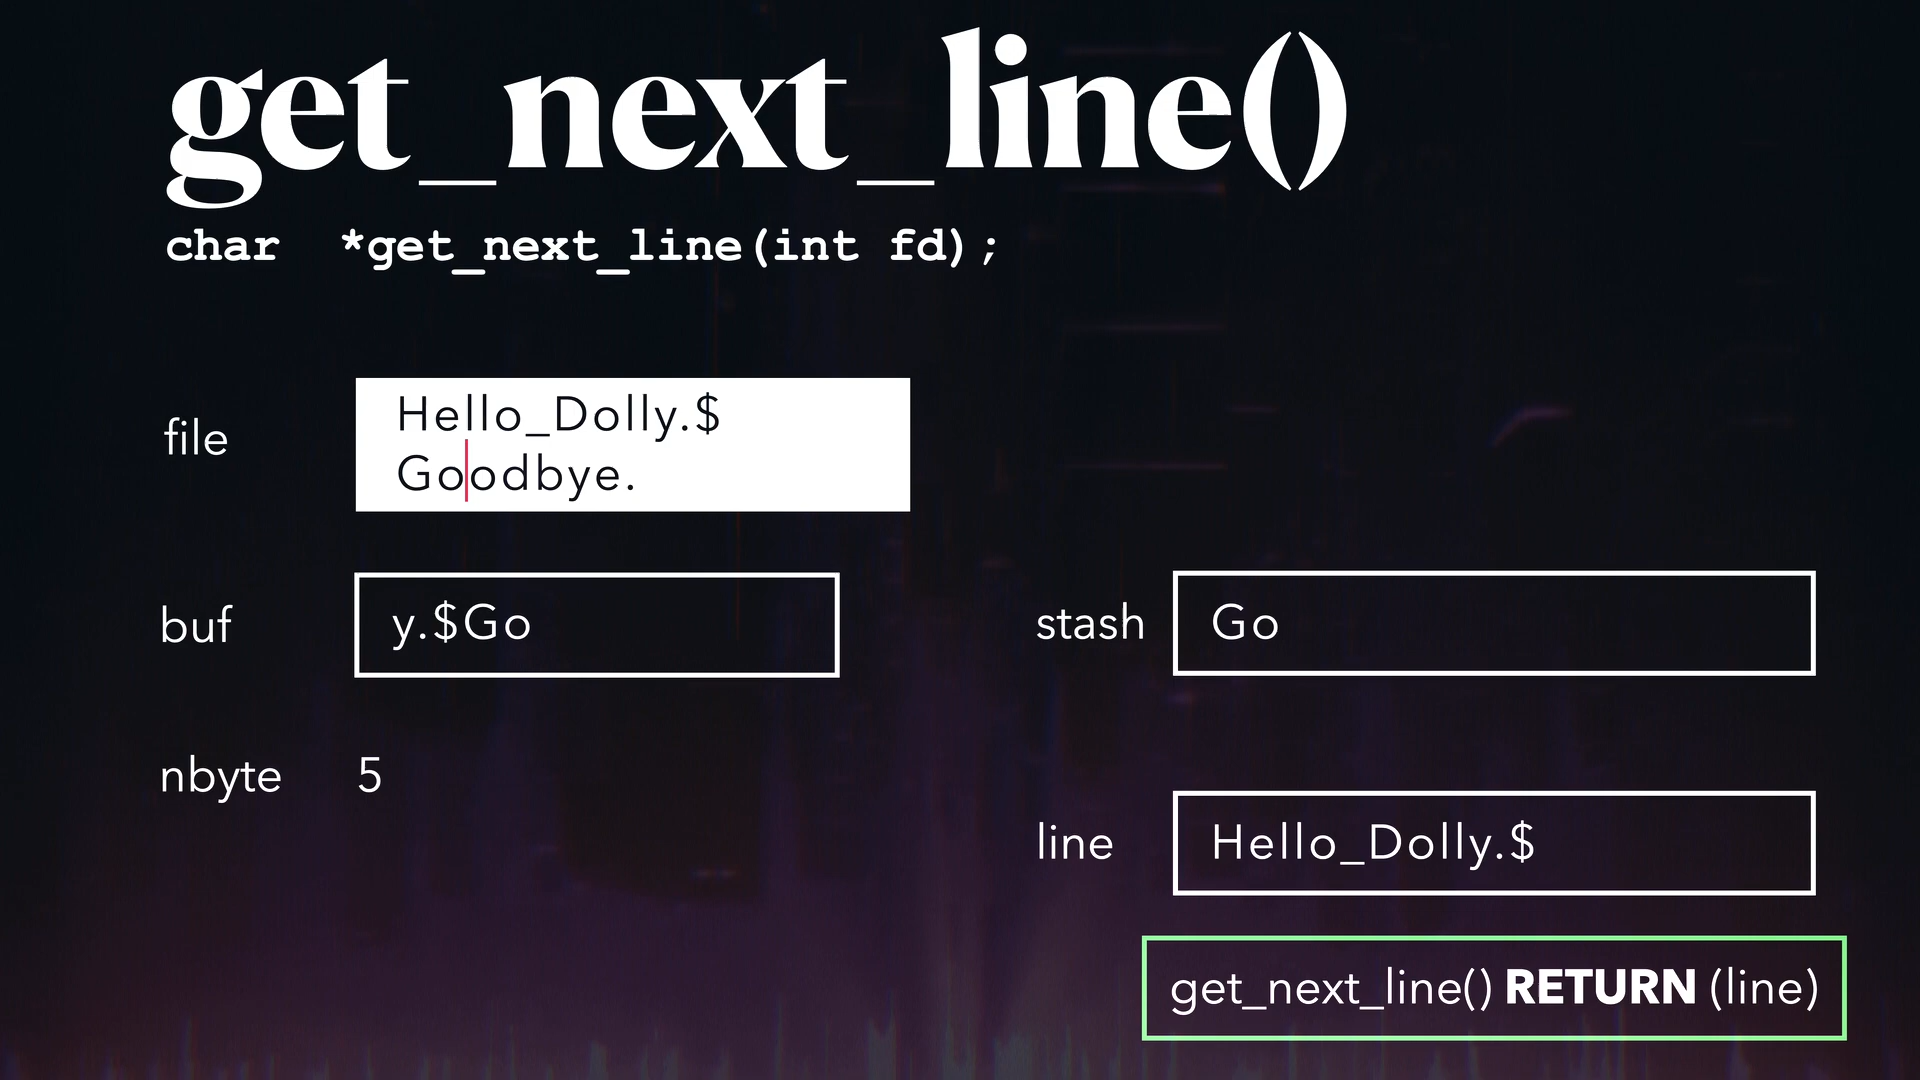 get_next_line()
char *get_next_line(int fd);
file
Hello_Dolly.$
Goodbye.
buf
y.$Go
stash
Go
nbyte
5
line
Hello_Dolly.$
get_next_line() RETURN (line)